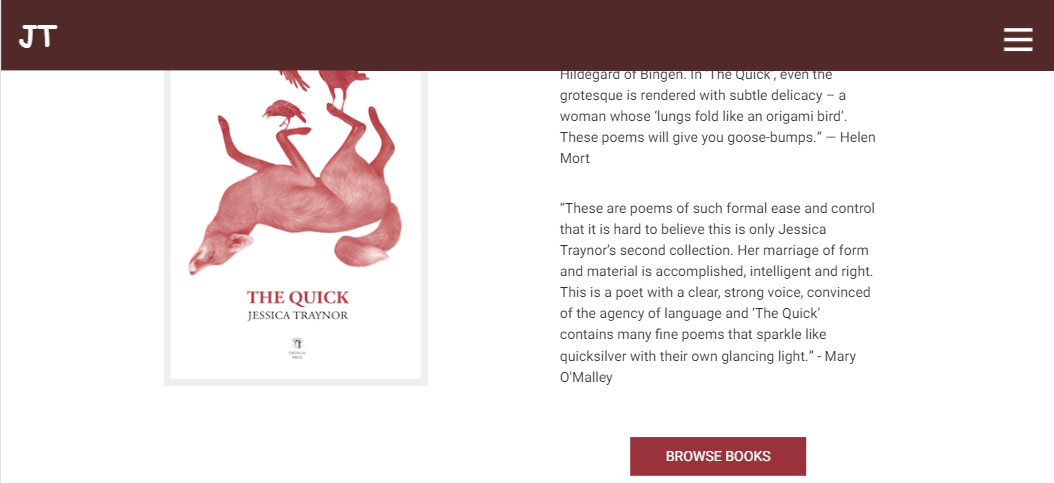 JT
Hildegard of Bingen. In ‘The Quick’, even the
grotesque is rendered with subtle delicacy – a
woman whose ‘lungs fold like an origami bird’.
These poems will give you goose-bumps.” — Helen
Mort
“These are poems of such formal ease and control
that it is hard to believe this is only Jessica
Traynor’s second collection. Her marriage of form
and material is accomplished, intelligent and right.
This is a poet with a clear, strong voice, convinced
of the agency of language and ‘The Quick’
contains many fine poems that sparkle like
quicksilver with their own glancing light.” - Mary
O'Malley
THE QUICK
JESSICA TRAYNOR
BROWSE BOOKS